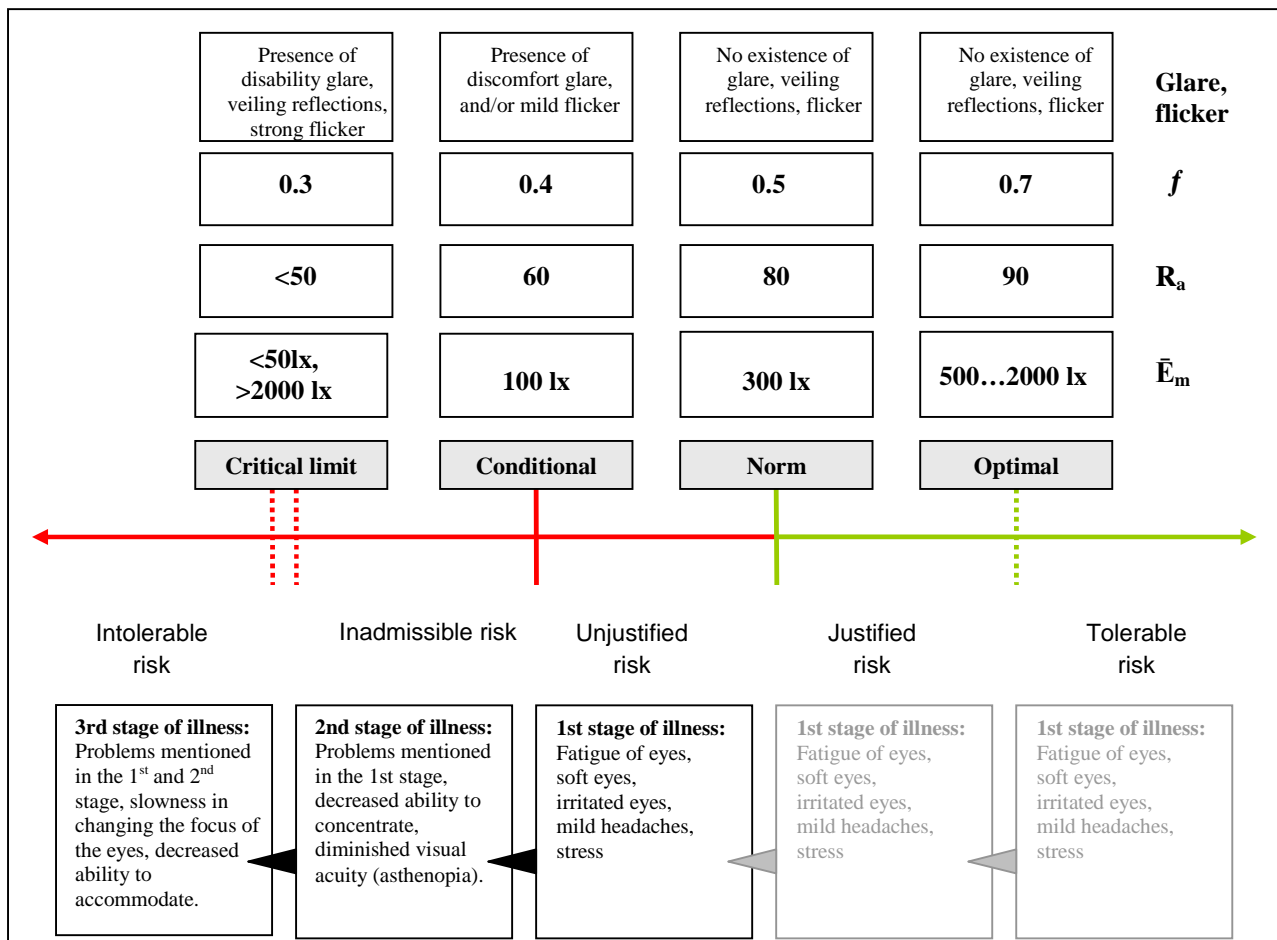 Presence of
disability glare,
veiling reflections,
strong flicker
Presence of
discomfort glare,
and/or mild flicker
No existence of
glare, veiling
reflections, flicker
No existence of
glare, veiling
reflections, flicker
Glare,
flicker
0.3
0.4
0.5
0.7
f
<50
60
80
90
Ra
<50lx,
>2000 lx
100 lx
300 lx
500…2000 lx
Ēm
Critical limit
Conditional
Norm
Optimal
Intolerable
risk
Inadmissible risk
Unjustified
risk
Justified
risk
Tolerable
risk
3rd stage of illness:
Problems mentioned
in the 1st and 2nd
stage, slowness in
changing the focus of
the eyes, decreased
ability to
accommodate.
2nd stage of illness:
Problems mentioned
in the 1st stage,
decreased ability to
concentrate,
diminished visual
acuity (asthenopia).
1st stage of illness:
Fatigue of eyes,
soft eyes,
irritated eyes,
mild headaches,
stress
1st stage of illness:
Fatigue of eyes,
soft eyes,
irritated eyes,
mild headaches,
stress
1st stage of illness:
Fatigue of eyes,
soft eyes,
irritated eyes,
mild headaches,
stress